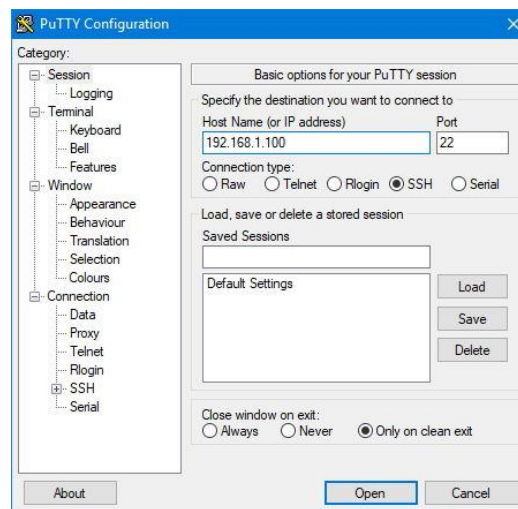 PuTTY Configuration
Category:
Session
Logging
Terminal
Keyboard
Bell
Features
Window
Appearance
Behaviour
Translation
Selection
Colours
Connection
Data
Proxy
Telnet
Rlogin
SSH
Serial
Basic options for your PuTTY session
Specify the destination you want to connect to
Host Name (or IP address) Port
192.168.1.100 22
Connection type:
Raw Telnet Rlogin SSH Serial
Load, save or delete a stored session
Saved Sessions
Default Settings
Load
Save
Delete
Close window on exit:
Always Never Only on clean exit
About Open Cancel